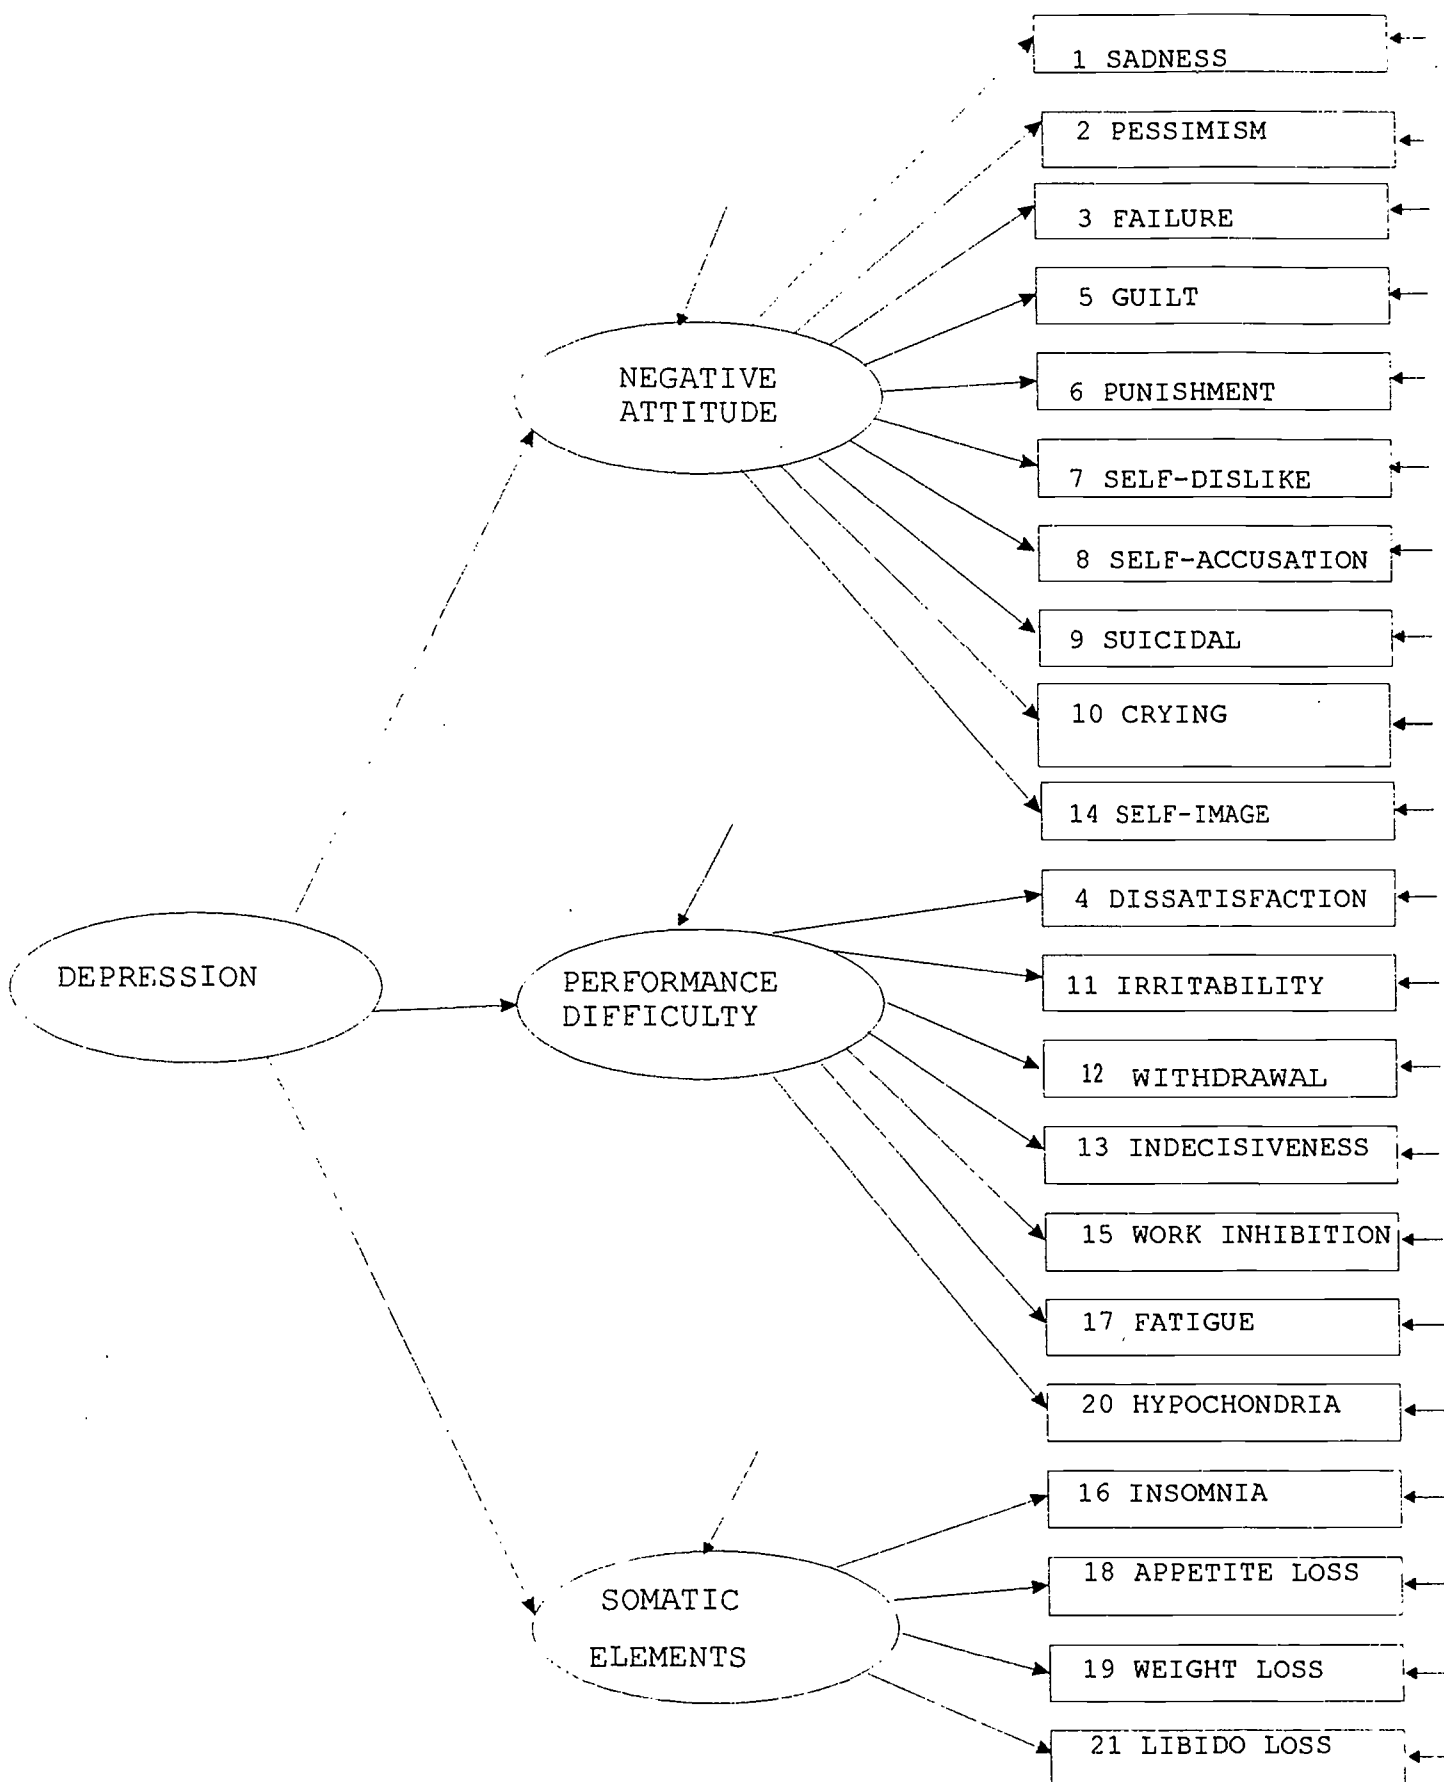 1 SADNESS
2 PESSIMISM
3 FAILURE
5 GUILT
NEGATIVE
ATTITUDE
6 PUNISHMENT
7 SELF-DISLIKE
8 SELF-ACCUSATION
9 SUICIDAL
10 CRYING
14 SELF-IMAGE
4 DISSATISFACTION
DEPRESSION
PERFORMANCE
DIFFICULTY
11 IRRITABILITY
12 WITHDRAWAL
13 INDECISIVENESS
15 WORK INHIBITION
17 FATIGUE
20 HYPOCHONDRIA
16 INSOMNIA
SOMATIC
ELEMENTS
18 APPETITE LOSS
19 WEIGHT LOSS
21 LIBIDO LOSS